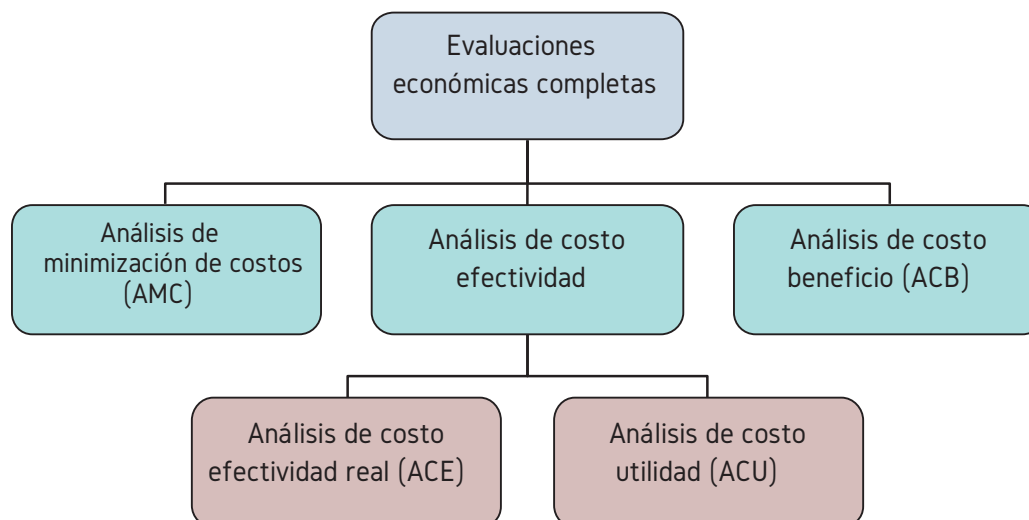 Evaluaciones
económicas completas
Análisis de
minimización de costos
(AMC)
Análisis de costo
efectividad
Análisis de costo
beneficio (ACB)
Análisis de costo
efectividad real (ACE)
Análisis de costo
utilidad (ACU)